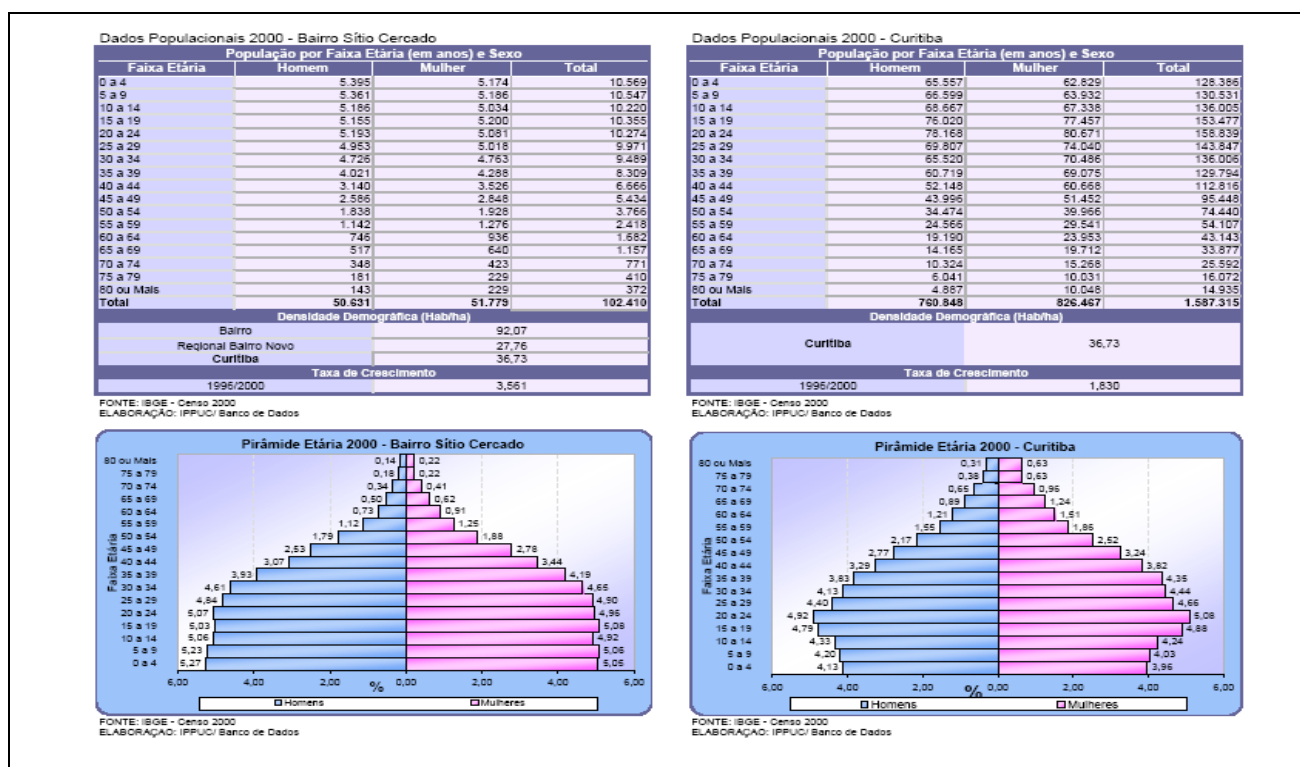 Dados Populacionais 2000 - Bairro Sítio Cercado
População por Faixa Etária (em anos) e Sexo
Faixa Etária Homem Mulher Total
0 a 4 5.395 5.174 10.569
5 a 9 5.361 5.186 10.547
10 a 14 5.186 5.034 10.220
15 a 19 5.155 5.200 10.355
20 a 24 5.193 5.081 10.274
25 a 29 4.953 5.018 9.971
30 a 34 4.726 4.763 9.489
35 a 39 4.021 4.288 8.309
40 a 44 3.140 3.526 6.666
45 a 49 2.586 2.848 5.434
50 a 54 1.838 1.928 3.766
55 a 59 1.142 1.276 2.418
60 a 64 746 936 1.682
65 a 69 517 640 1.157
70 a 74 348 423 771
75 a 79 181 229 410
80 ou Mais 143 229 372
Total 50.631 51.779 102.410
Densidade Demográfica (Hab/ha)
Bairro 92,07
Regional Bairro Novo 27,76
Curitiba 36,73
Taxa de Crescimento
1996/2000 3,561
FONTE: IBGE - Censo 2000
ELABORAÇÃO: IPPUC/ Banco de Dados
Dados Populacionais 2000 - Curitiba
População por Faixa Etária (em anos) e Sexo
Faixa Etária Homem Mulher Total
0 a 4 65.557 62.829 128.386
5 a 9 66.599 63.932 130.531
10 a 14 68.667 67.338 136.005
15 a 19 76.020 77.457 153.477
20 a 24 78.168 80.671 158.839
25 a 29 69.807 74.040 143.847
30 a 34 65.520 70.486 136.006
35 a 39 60.719 69.075 129.794
40 a 44 52.148 60.668 112.816
45 a 49 43.996 51.452 95.448
50 a 54 34.474 39.966 74.440
55 a 59 24.566 29.541 54.107
60 a 64 19.190 23.953 43.143
65 a 69 14.165 19.712 33.877
70 a 74 10.324 15.268 25.592
75 a 79 6.041 10.031 16.072
80 ou Mais 4.887 10.048 14.935
Total 760.848 826.467 1.587.315
Densidade Demográfica (Hab/ha)
Curitiba 36,73
Taxa de Crescimento
1996/2000 1,830
FONTE: IBGE - Censo 2000
ELABORAÇÃO: IPPUC/ Banco de Dados
Pirâmide Etária 2000 - Bairro Sítio Cercado
Faixa Etária
80 ou Mais 0,14 0,22
75 a 79 0,18 0,22
70 a 74 0,34 0,41
65 a 69 0,50 0,62
60 a 64 0,73 0,91
55 a 59 1,12 1,25
50 a 54 1,79 1,88
45 a 49 2,53 2,78
40 a 44 3,07 3,44
35 a 39 3,93 4,19
30 a 34 4,61 4,65
25 a 29 4,84 4,90
20 a 24 5,07 4,96
15 a 19 5,03 5,08
10 a 14 5,06 4,92
5 a 9 5,23 5,06
0 a 4 5,27 5,05
6,00 4,00 2,00 0,00 2,00 4,00 6,00
%
Homens Mulheres
FONTE: IBGE - Censo 2000
ELABORAÇÃO: IPPUC/ Banco de Dados
Pirâmide Etária 2000 - Curitiba
Faixa Etária
80 ou Mais 0,31 0,63
75 a 79 0,38 0,63
70 a 74 0,65 0,96
65 a 69 0,89 1,24
60 a 64 1,21 1,51
55 a 59 1,55 1,86
50 a 54 2,17 2,52
45 a 49 2,77 3,24
40 a 44 3,29 3,82
35 a 39 3,83 4,35
30 a 34 4,13 4,44
25 a 29 4,40 4,66
20 a 24 4,92 5,08
15 a 19 4,79 4,88
10 a 14 4,33 4,24
5 a 9 4,20 4,03
0 a 4 4,13 3,96
6,00 4,00 2,00 0,00 2,00 4,00 6,00
%
Homens Mulheres
FONTE: IBGE - Censo 2000
ELABORAÇÃO: IPPUC/ Banco de Dados